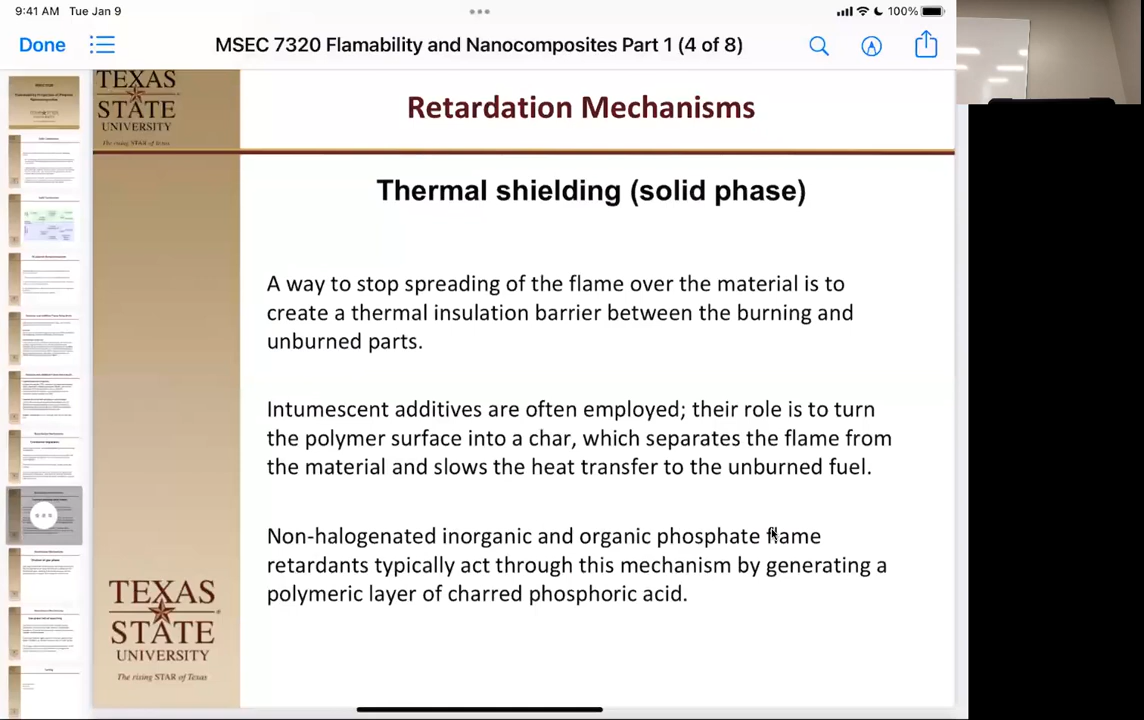 9:41 AM Tue Jan 9
100%
Done
MSEC 7320 Flamability and Nanocomposites Part 1 (4 of 8)
TEXAS
STATE
UNIVERSITY
The rising STAR of Texas
Retardation Mechanisms
Thermal shielding (solid phase)
A way to stop spreading of the flame over the material is to
create a thermal insulation barrier between the burning and
unburned parts.
Intumescent additives are often employed; their role is to turn
the polymer surface into a char, which separates the flame from
the material and slows the heat transfer to the unburned fuel.
Non-halogenated inorganic and organic phosphate flame
retardants typically act through this mechanism by generating a
polymeric layer of charred phosphoric acid.
TEXAS
STATE
UNIVERSITY
The rising STAR of Texas